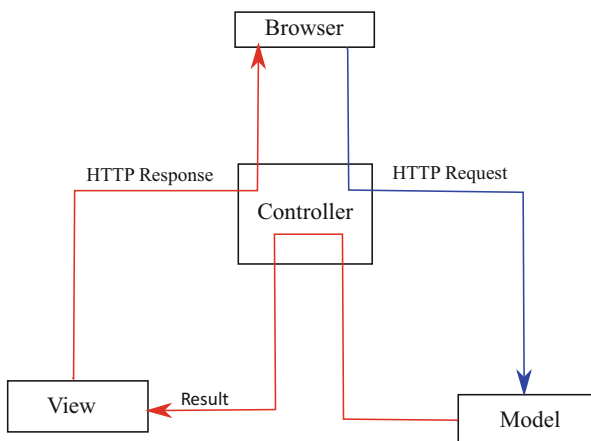 Browser
HTTP Response
HTTP Request
Controller
View
Result
Model